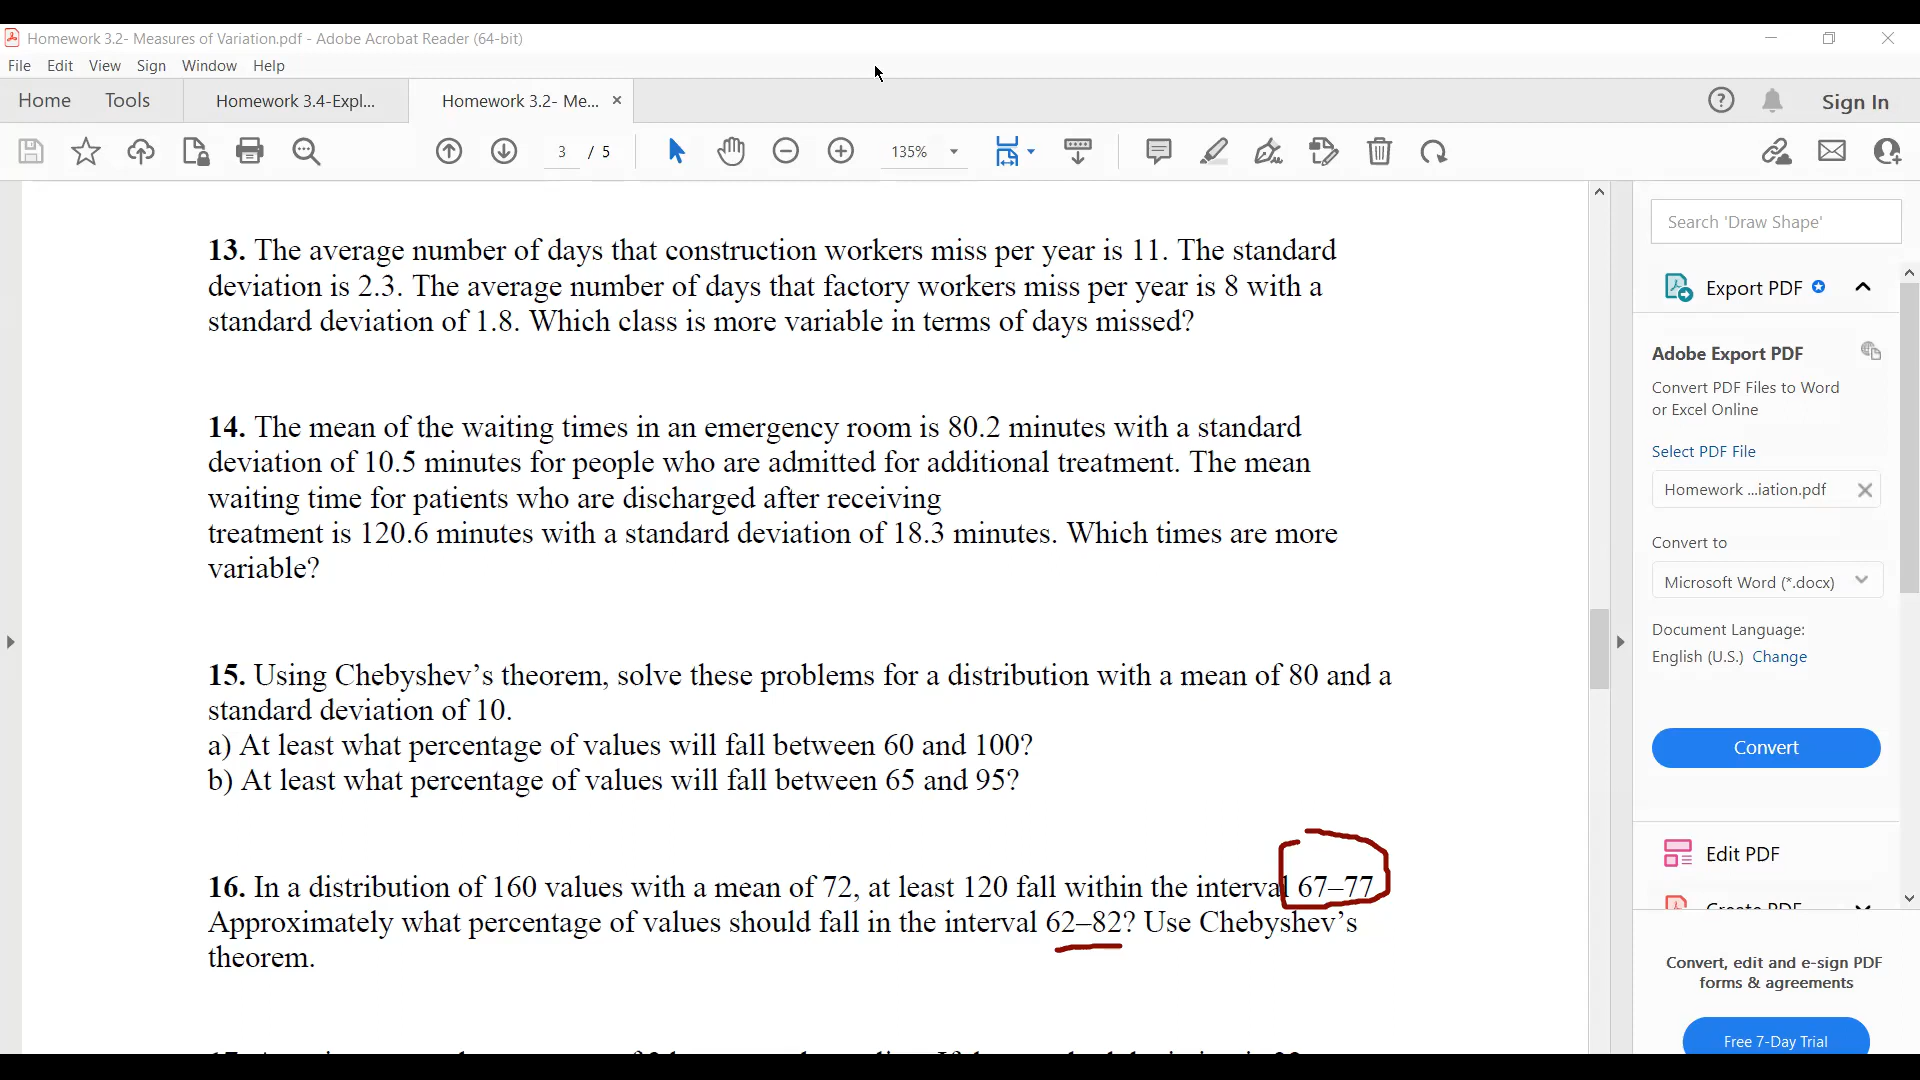 Homework 3.2- Measures of Variation.pdf - Adobe Acrobat Reader (64-bit)
File Edit View Sign Window Help
Home Tools Homework 3.4-Expl... Homework 3.2- Me... × Sign In
3 / 5 135%
13. The average number of days that construction workers miss per year is 11. The standard
deviation is 2.3. The average number of days that factory workers miss per year is 8 with a
standard deviation of 1.8. Which class is more variable in terms of days missed?
14. The mean of the waiting times in an emergency room is 80.2 minutes with a standard
deviation of 10.5 minutes for people who are admitted for additional treatment. The mean
waiting time for patients who are discharged after receiving
treatment is 120.6 minutes with a standard deviation of 18.3 minutes. Which times are more
variable?
15. Using Chebyshev’s theorem, solve these problems for a distribution with a mean of 80 and a
standard deviation of 10.
a) At least what percentage of values will fall between 60 and 100?
b) At least what percentage of values will fall between 65 and 95?
16. In a distribution of 160 values with a mean of 72, at least 120 fall within the interval 67–77
Approximately what percentage of values should fall in the interval 62–82? Use Chebyshev’s
theorem.
Search 'Draw Shape'
Export PDF
Adobe Export PDF
Convert PDF Files to Word
or Excel Online
Select PDF File
Homework ...iation.pdf
Convert to
Microsoft Word (*.docx)
Document Language:
English (U.S.) Change
Convert
Edit PDF
Create PDF
Convert, edit and e-sign PDF
forms & agreements
Free 7-Day Trial